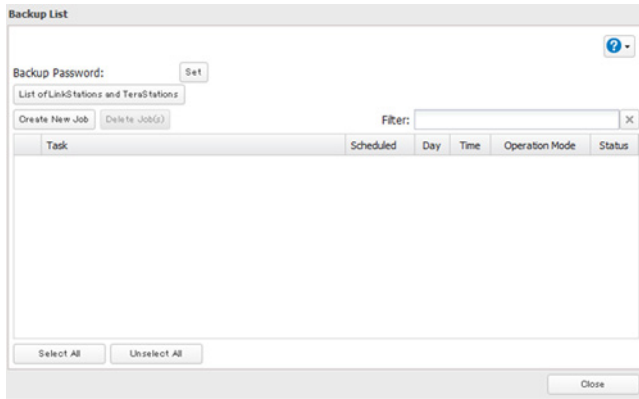 Backup List
?
Backup Password: Set
List of LinkStations and TeraStations
Create New Job Delete Job(s) Filter:
Task Scheduled Day Time Operation Mode Status
Select All Unselect All
Close